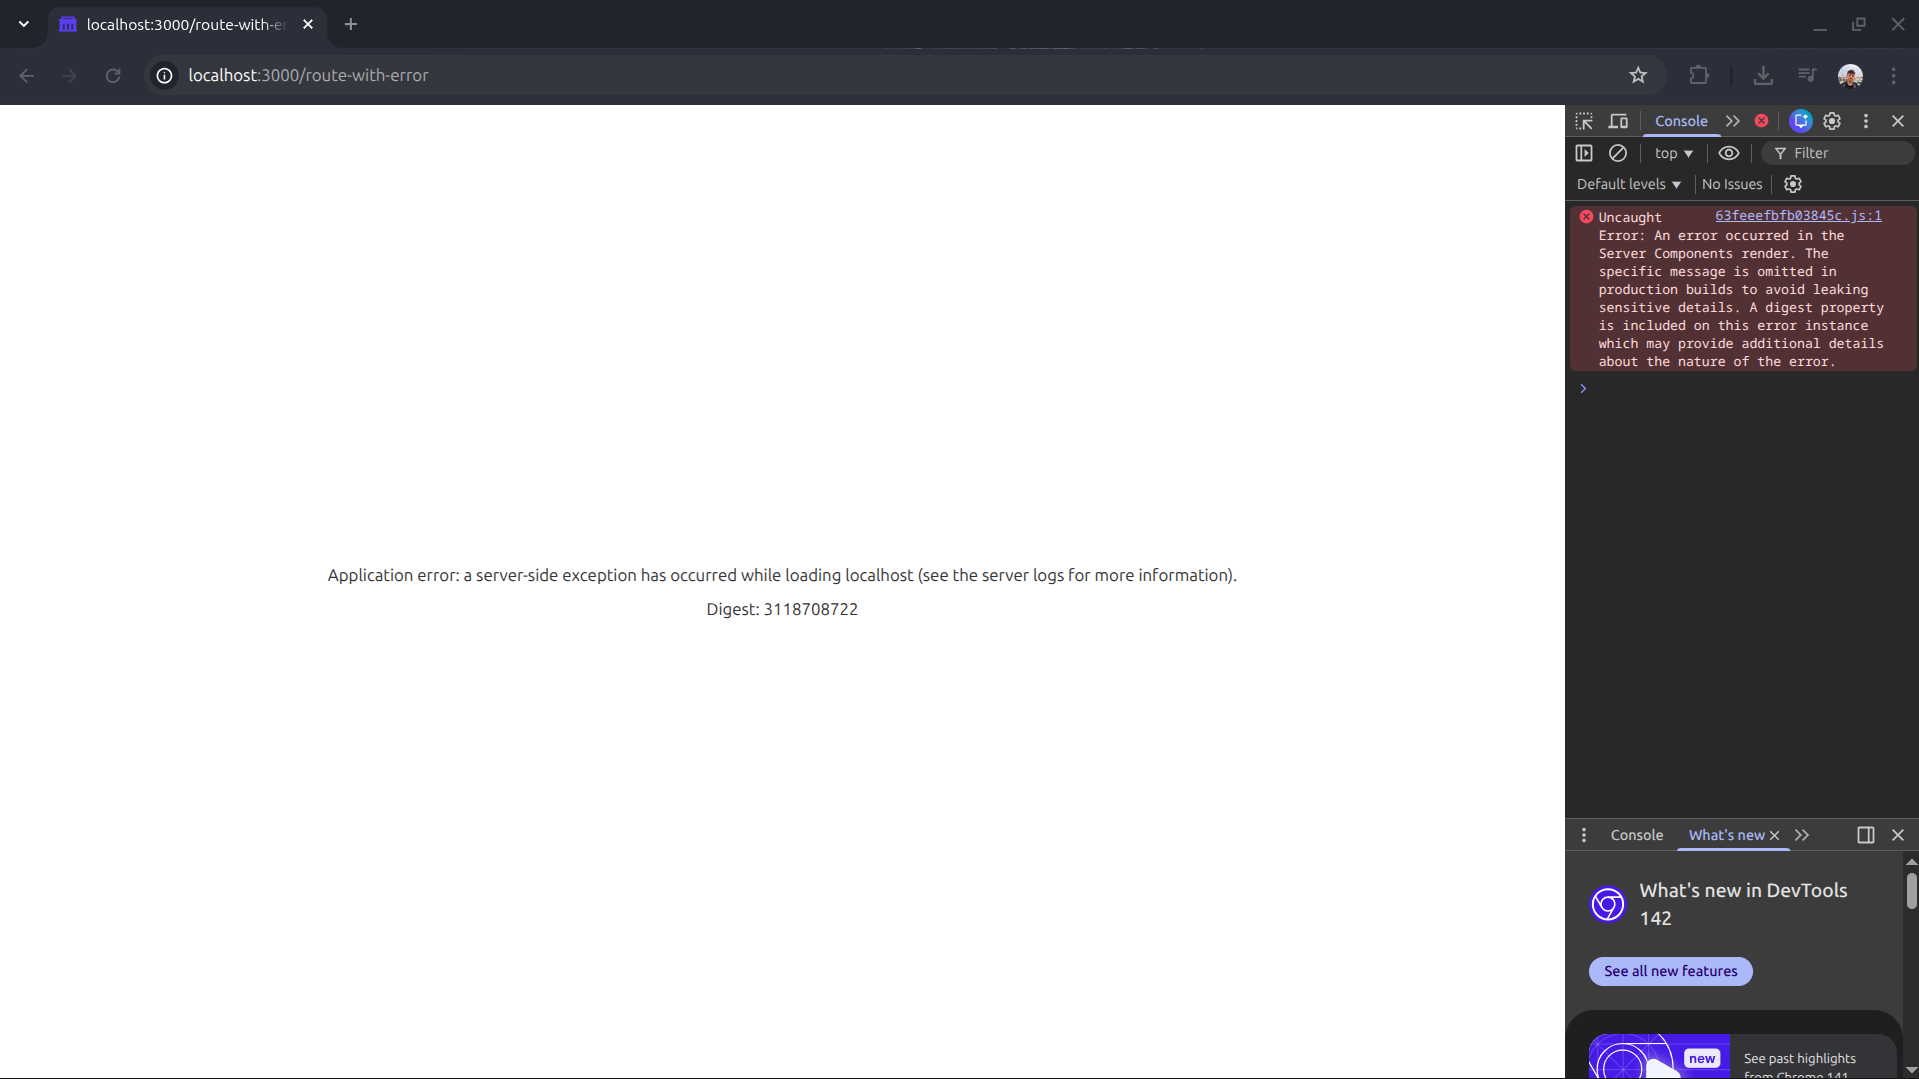 localhost:3000/route-with-er
localhost:3000/route-with-error
Console
top
Filter
Default levels
No Issues
Uncaught 63feeefbfb03845c.js:1
Error: An error occurred in the
Server Components render. The
specific message is omitted in
production builds to avoid leaking
sensitive details. A digest property
is included on this error instance
which may provide additional details
about the nature of the error.
Application error: a server-side exception has occurred while loading localhost (see the server logs for more information).
Digest: 3118708722
Console
What's new
What's new in DevTools
142
See all new features
new
See past highlights
from Chrome 141